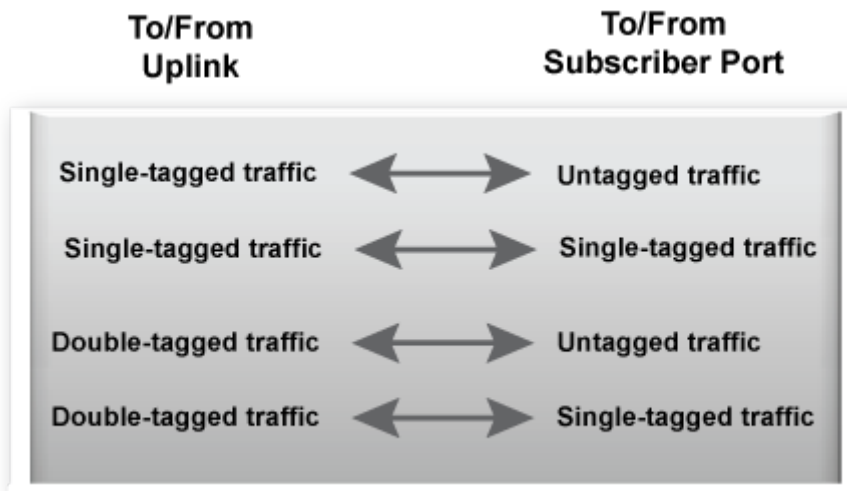 To/From
Uplink
To/From
Subscriber Port
Single-tagged traffic
Untagged traffic
Single-tagged traffic
Single-tagged traffic
Double-tagged traffic
Untagged traffic
Double-tagged traffic
Single-tagged traffic